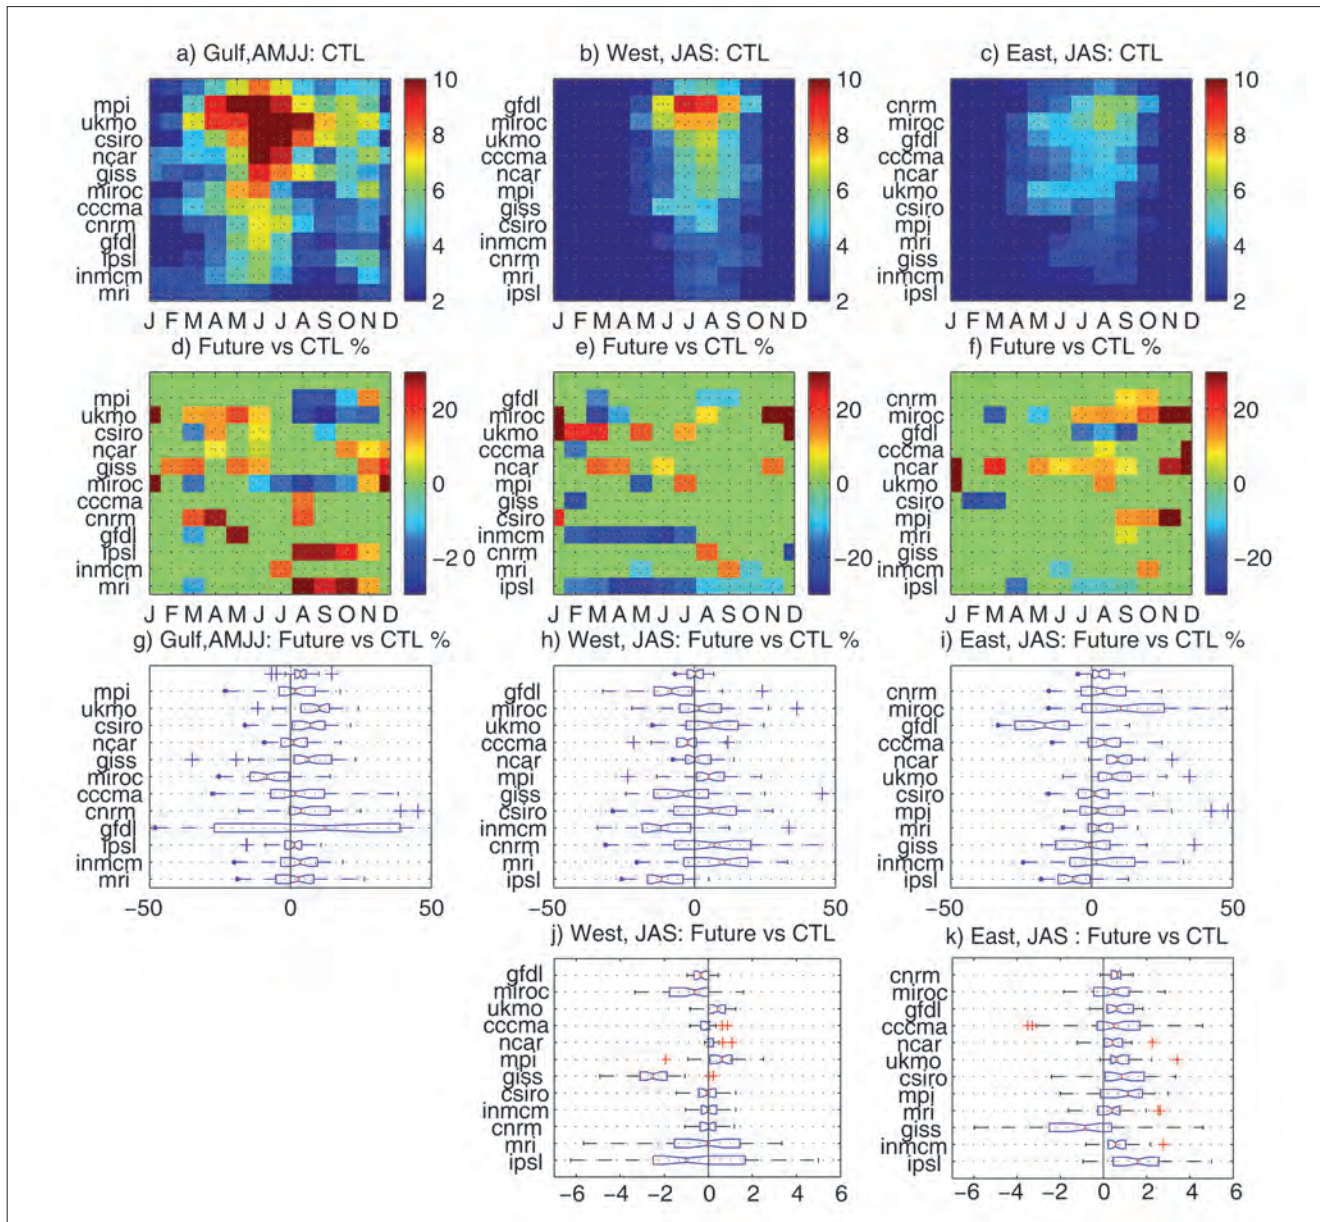 a) Gulf,AMJJ: CTL
mpi
ukmo
csiro
ncar
giss
miroc
cccma
cnrm
gfdl
ipsl
inmcm
mri
10
8
6
4
2
J F M A M J J A S O N D
b) West, JAS: CTL
gfdl
miroc
ukmo
cccma
ncar
mpi
giss
csiro
inmcm
cnrm
mri
ipsl
10
8
6
4
2
J F M A M J J A S O N D
c) East, JAS: CTL
cnrm
miroc
gfdl
cccma
ncar
ukmo
csiro
mpi
mri
giss
inmcm
ipsl
10
8
6
4
2
J F M A M J J A S O N D
d) Future vs CTL %
mpi
ukmo
csiro
ncar
giss
miroc
cccma
cnrm
gfdl
ipsl
inmcm
mri
20
0
−20
J F M A M J J A S O N D
e) Future vs CTL %
gfdl
miroc
ukmo
cccma
ncar
mpi
giss
csiro
inmcm
cnrm
mri
ipsl
20
0
−20
J F M A M J J A S O N D
f) Future vs CTL %
cnrm
miroc
gfdl
cccma
ncar
ukmo
csiro
mpi
mri
giss
inmcm
ipsl
20
0
−20
J F M A M J J A S O N D
g) Gulf,AMJJ: Future vs CTL %
mpi
ukmo
csiro
ncar
giss
miroc
cccma
cnrm
gfdl
ipsl
inmcm
mri
−50 0 50
h) West, JAS: Future vs CTL %
gfdl
miroc
ukmo
cccma
ncar
mpi
giss
csiro
inmcm
cnrm
mri
ipsl
−50 0 50
i) East, JAS: Future vs CTL %
cnrm
miroc
gfdl
cccma
ncar
ukmo
csiro
mpi
mri
giss
inmcm
ipsl
−50 0 50
j) West, JAS: Future vs CTL
gfdl
miroc
ukmo
cccma
ncar
mpi
giss
csiro
inmcm
cnrm
mri
ipsl
−6 −4 −2 0 2 4 6
k) East, JAS : Future vs CTL
cnrm
miroc
gfdl
cccma
ncar
ukmo
csiro
mpi
mri
giss
inmcm
ipsl
−6 −4 −2 0 2 4 6